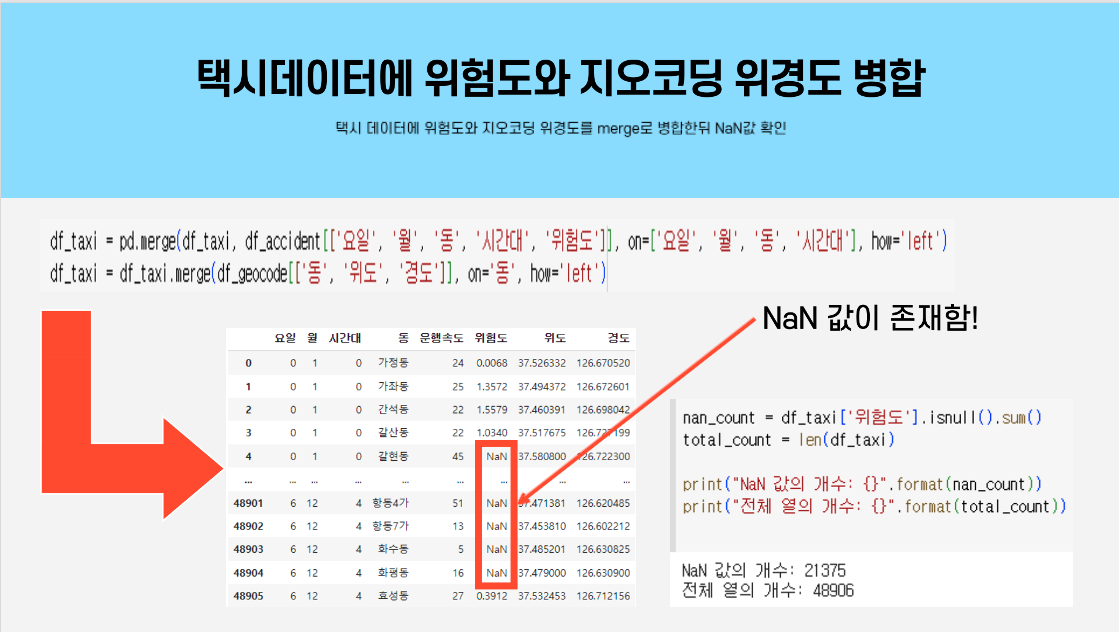 택시데이터에 위험도와 지오코딩 위경도 병합
택시 데이터에 위험도와 지오코딩 위경도를 merge로 병합한뒤 NaN값 확인
df_taxi = pd.merge(df_taxi, df_accident[['요일', '월', '동', '시간대', '위험도']], on=['요일', '월', '동', '시간대'], how='left')
df_taxi = df_taxi.merge(df_geocode[['동', '위도', '경도']], on='동', how='left')
NaN 값이 존재함!
요일 월 시간대 동 운행속도 위험도 위도 경도
0 0 1 0 가정동 24 0.0068 37.526332 126.670520
1 0 1 0 가좌동 25 1.3572 37.494372 126.672601
2 0 1 0 간석동 22 1.5579 37.460391 126.698042
3 0 1 0 갈산동 22 1.0340 37.517675 126.727199
4 0 1 0 갈현동 45 NaN 37.580800 126.722300
... ... ... ... ... ... ... ... ...
48901 6 12 4 항동4가 51 NaN 37.471381 126.620485
48902 6 12 4 항동7가 13 NaN 37.453810 126.602212
48903 6 12 4 화수동 5 NaN 37.485201 126.630825
48904 6 12 4 화평동 16 NaN 37.479000 126.630900
48905 6 12 4 효성동 27 0.3912 37.532453 126.712156
nan_count = df_taxi['위험도'].isnull().sum()
total_count = len(df_taxi)
print("NaN 값의 개수: {}".format(nan_count))
print("전체 열의 개수: {}".format(total_count))
NaN 값의 개수: 21375
전체 열의 개수: 48906